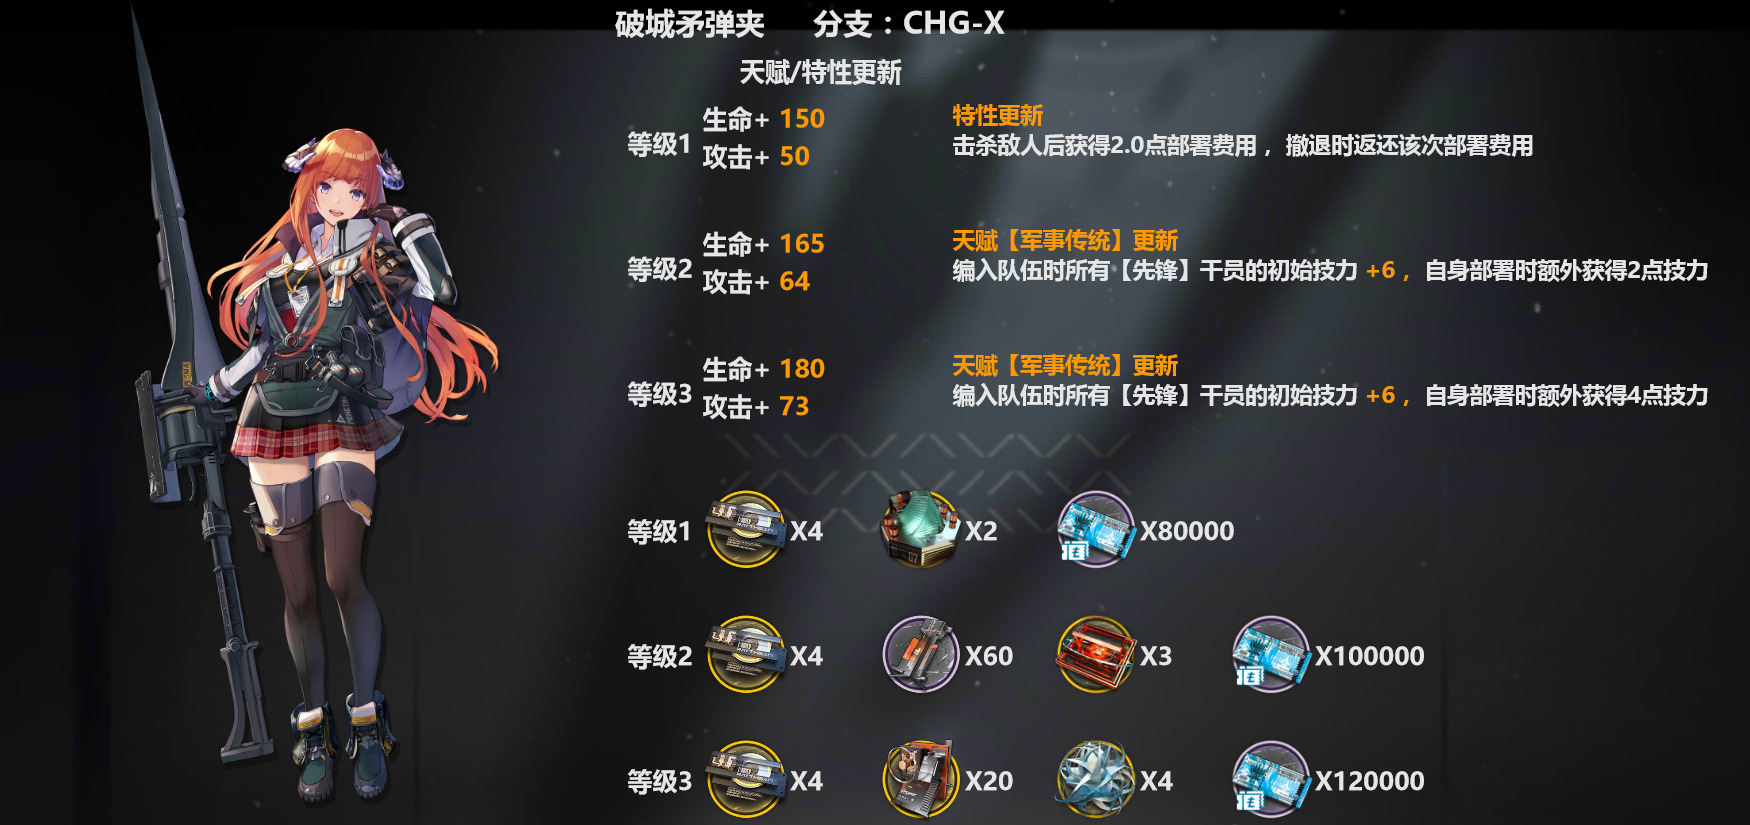 破城矛弹夹 分支：CHG-X
天赋/特性更新
等级1 生命+ 150
攻击+ 50
特性更新
击杀敌人后获得2.0点部署费用，撤退时返还该次部署费用
等级2 生命+ 165
攻击+ 64
天赋【军事传统】更新
编入队伍时所有【先锋】干员的初始技力 +6，自身部署时额外获得2点技力
等级3 生命+ 180
攻击+ 73
天赋【军事传统】更新
编入队伍时所有【先锋】干员的初始技力 +6，自身部署时额外获得4点技力
等级1 X4 X2 X80000
等级2 X4 X60 X3 X100000
等级3 X4 X20 X4 X120000